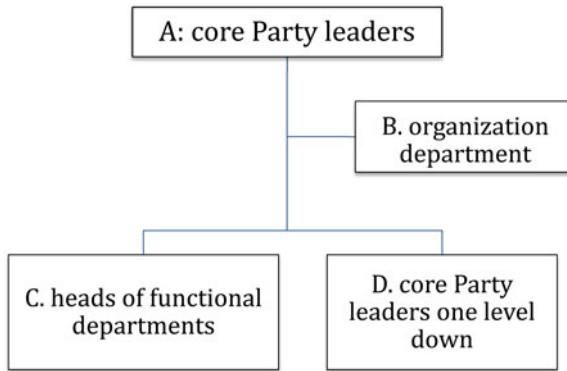 A: core Party leaders
B. organization
department
C. heads of functional
departments
D. core Party
leaders one level
down